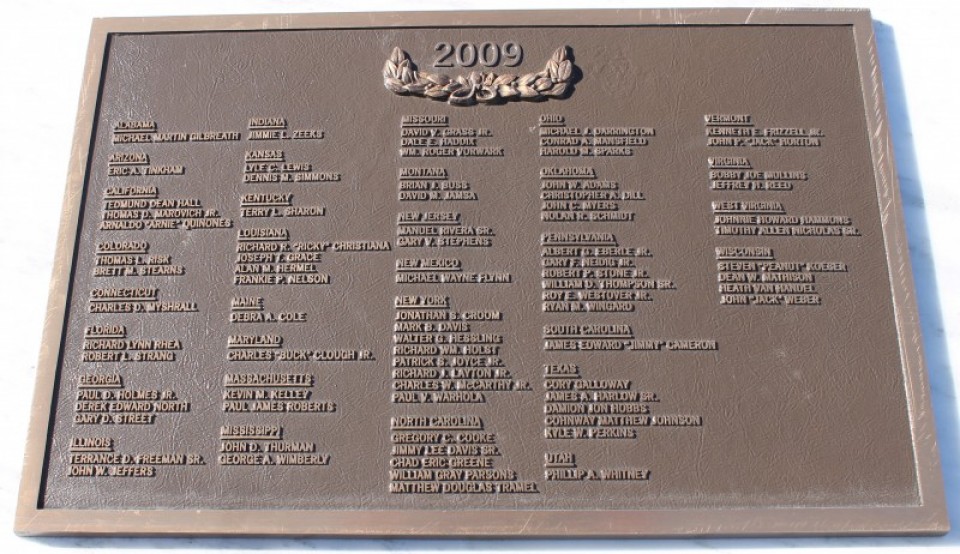 2009
ALABAMA
MICHAEL MARTIN GILBREATH
ARIZONA
ERIC A. TINKHAM
CALIFORNIA
EDMUND DEAN HALL
THOMAS D. MAROVICH JR.
ARNALDO "ARNIE" QUINONES
COLORADO
THOMAS L. RISK
BRETT M. STEARNS
CONNECTICUT
CHARLES D. MYSHRALL
FLORIDA
RICHARD LYNN RHEA
ROBERT L. STRANG
GEORGIA
PAUL D. HOLMES JR.
DEREK EDWARD NORTH
GARY D. STREET
ILLINOIS
TERRANCE D. FREEMAN SR.
JOHN W. JEFFERS
INDIANA
JIMMIE L. ZEEKS
KANSAS
LYLE C. LEWIS
DENNIS M. SIMMONS
KENTUCKY
TERRY L. SHARON
LOUISIANA
RICHARD R. "RICKY" CHRISTIANA
JOSEPH T. GRACE
ALAN M. HERMEL
FRANKIE P. NELSON
MAINE
DEBRA A. COLE
MARYLAND
CHARLES "BUCK" CLOUGH JR.
MASSACHUSETTS
KEVIN M. KELLEY
PAUL JAMES ROBERTS
MISSISSIPPI
JOHN D. THURMAN
GEORGE A. WIMBERLY
MISSOURI
DAVID V. GRASS JR.
DALE E. HADDIX
WM. ROGER VORWARK
MONTANA
BRIAN J. BUSS
DAVID M. JAMSA
NEW JERSEY
MANUEL RIVERA SR.
GARY V. STEPHENS
NEW MEXICO
MICHAEL WAYNE FLYNN
NEW YORK
JONATHAN S. CROOM
MARK B. DAVIS
WALTER G. HESSLING
RICHARD WM. HOLST
PATRICK S. JOYCE JR.
RICHARD J. LAYTON JR.
CHARLES W. McCARTHY JR.
PAUL V. WARHOLA
NORTH CAROLINA
GREGORY C. COOKE
JIMMY LEE DAVIS SR.
CHAD ERIC GREENE
WILLIAM GRAY PARSONS
MATTHEW DOUGLAS TRAMEL
OHIO
MICHAEL J. DARRINGTON
CONRAD A. MANSFIELD
HAROLD M. SPARKS
OKLAHOMA
JOHN W. ADAMS
CHRISTOPHER A. DILL
JOHN C. MYERS
NOLAN R. SCHMIDT
PENNSYLVANIA
ALBERT G. EBERLE JR.
GARY F. NEIDIG JR.
ROBERT P. STONE JR.
WILLIAM D. THOMPSON SR.
ROY E. WESTOVER JR.
RYAN M. WINGARD
SOUTH CAROLINA
JAMES EDWARD "JIMMY" CAMERON
TEXAS
CORY GALLOWAY
JAMES A. HARLOW SR.
DAMION JON HOBBS
COHNWAY MATTHEW JOHNSON
KYLE W. PERKINS
UTAH
PHILLIP A. WHITNEY
VERMONT
KENNETH E. FRIZZELL JR.
JOHN P. "JACK" HORTON
VIRGINIA
BOBBY JOE MULLINS
JEFFREY H. REED
WEST VIRGINIA
JOHNNIE HOWARD HAMMONS
TIMOTHY ALLEN NICHOLAS SR.
WISCONSIN
STEVEN "PEANUT" KOEBER
DEAN W. MATHISON
HEATH VAN HANDEL
JOHN "JACK" WEBER